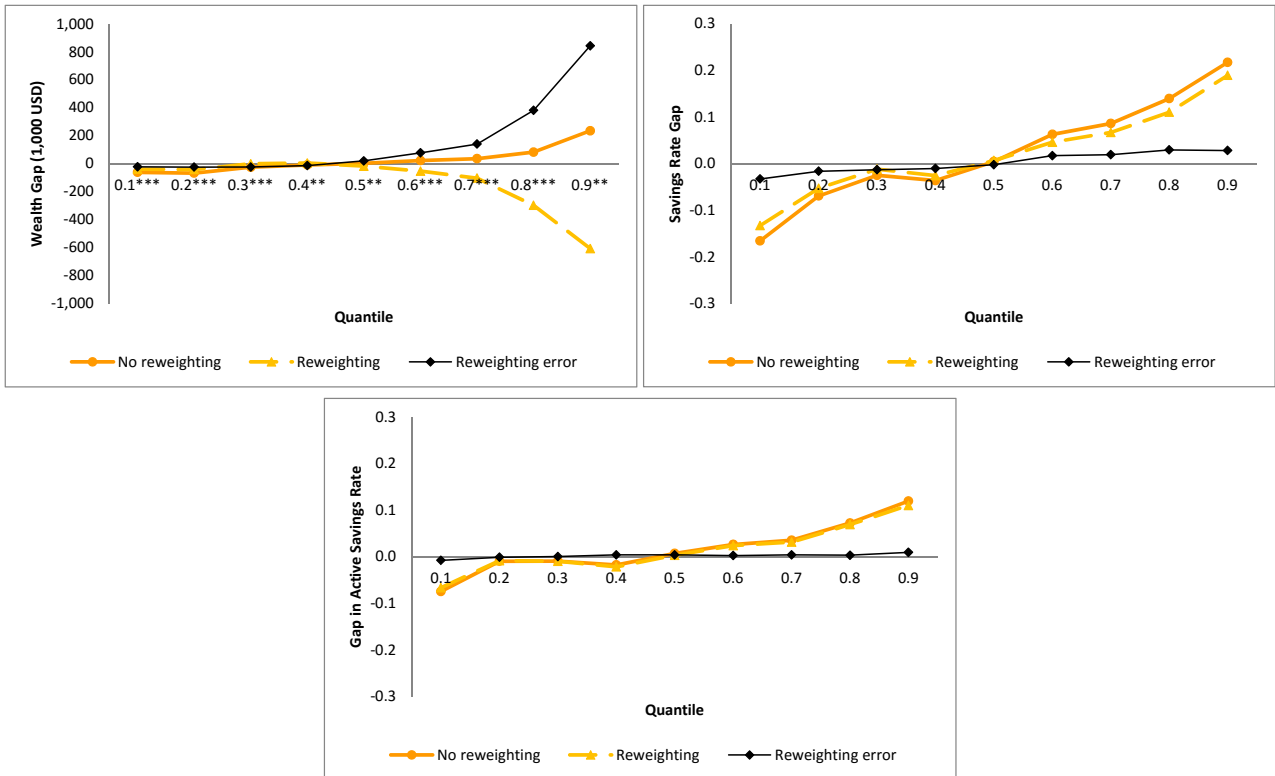 1,000
800
600
400
200
0
-200
-400
-600
-800
-1,000
Wealth Gap (1,000 USD)
0.1*** 0.2*** 0.3*** 0.4** 0.5** 0.6*** 0.7*** 0.8*** 0.9**
Quantile
No reweighting Reweighting Reweighting error
0.3
0.2
0.1
0.0
-0.1
-0.2
-0.3
Savings Rate Gap
0.1 0.2 0.3 0.4 0.5 0.6 0.7 0.8 0.9
Quantile
No reweighting Reweighting Reweighting error
0.3
0.2
0.1
0.0
-0.1
-0.2
-0.3
Gap in Active Savings Rate
0.1 0.2 0.3 0.4 0.5 0.6 0.7 0.8 0.9
Quantile
No reweighting Reweighting Reweighting error